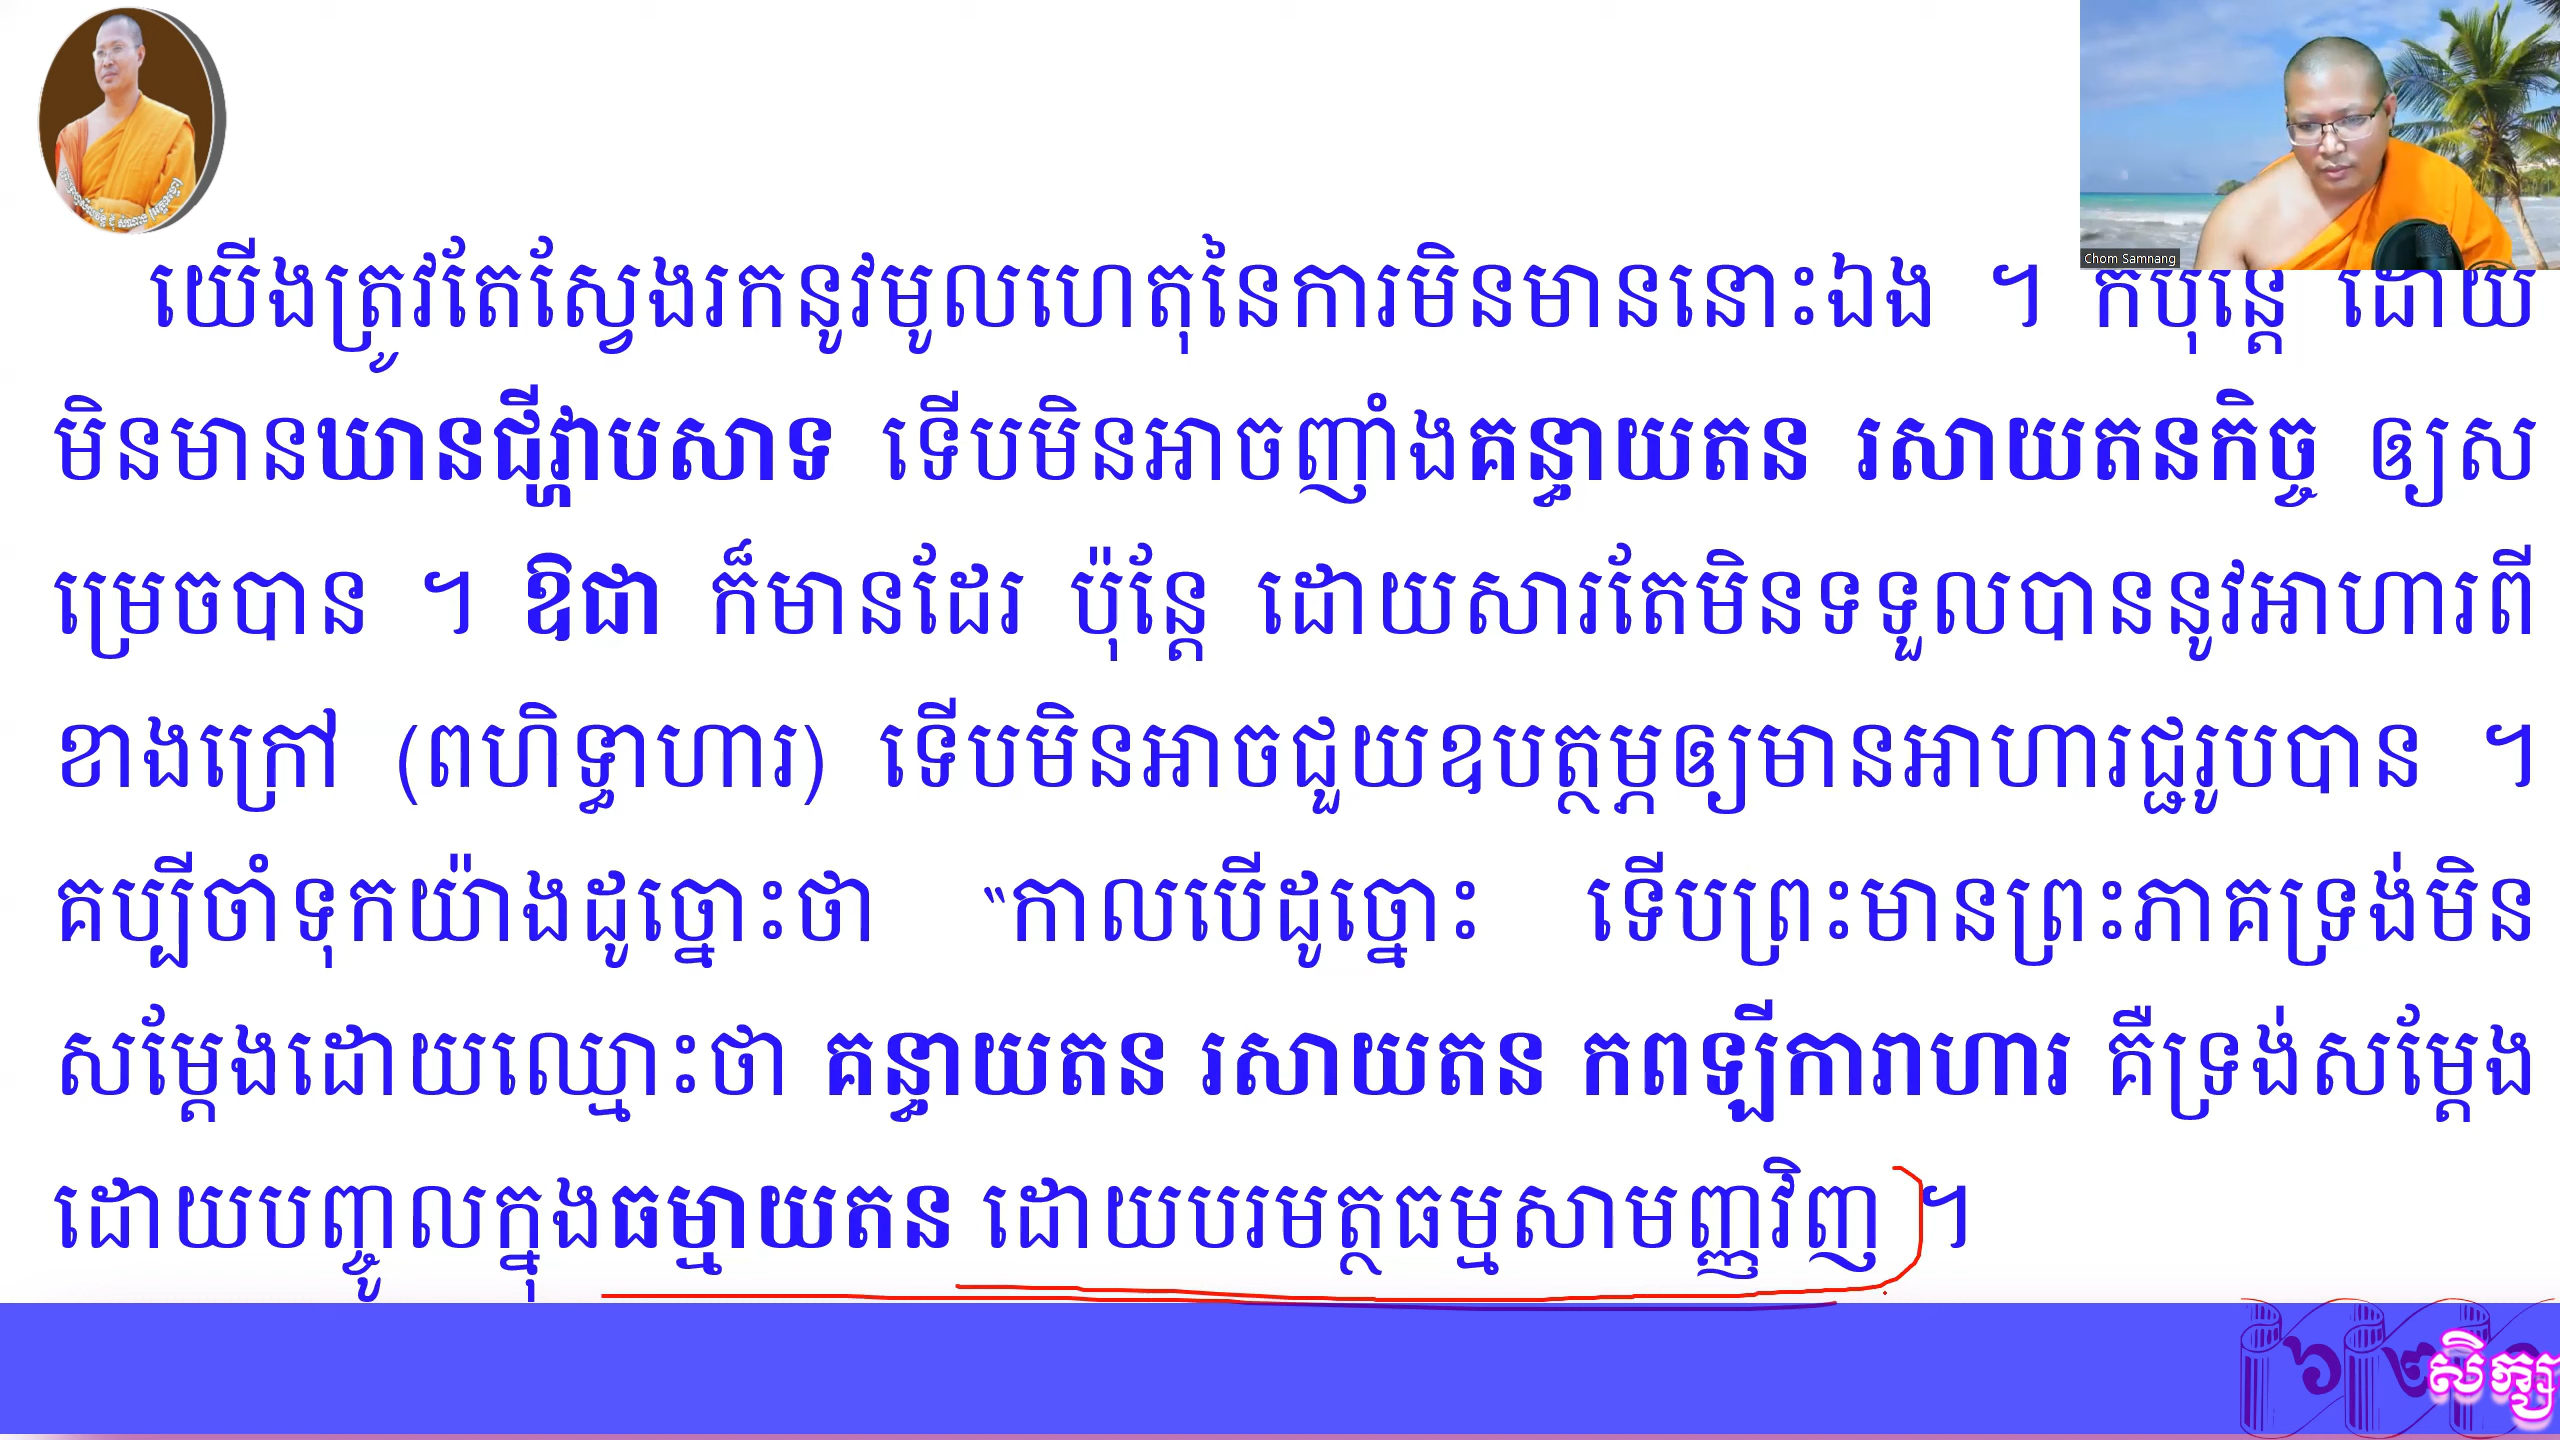 Chom Samnang
យើងត្រូវតែស្វែងរកនូវមូលហេតុនៃការមិនមាននោះឯង ។ ក៏ប៉ុន្តែ ដោយ
មិនមានឃានជីវ្ហាបសាទ ទើបមិនអាចញ៉ាំងគន្ធាយតន រសាយតនកិច្ច ឲ្យស
ម្រេចបាន ។ ឱជា ក៏មានដែរ ប៉ុន្តែ ដោយសារតែមិនទទួលបាននូវអាហារពី
ខាងក្រៅ (ពហិទ្ធាហារ) ទើបមិនអាចជួយឧបត្ថម្ភឲ្យមានអាហារជ្ជរូបបាន ។
គប្បីចាំទុកយ៉ាងដូច្នោះថា “កាលបើដូច្នោះ ទើបព្រះមានព្រះភាគទ្រង់មិន
សម្តែងដោយឈ្មោះថា គន្ធាយតន រសាយតន កពឡីការាហារ គឺទ្រង់សម្តែង
ដោយបញ្ចូលក្នុងធម្មាយតន ដោយបរមត្ថធម្មសាមញ្ញវិញ ។